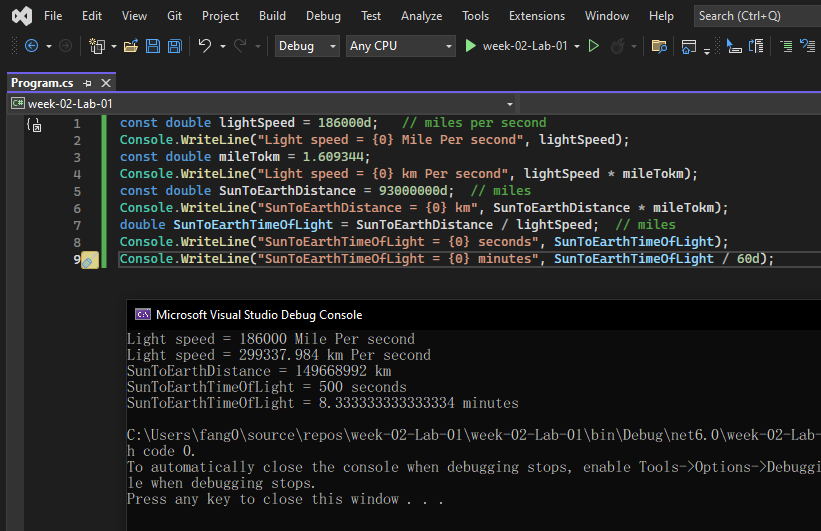 File Edit View Git Project Build Debug Test Analyze Tools Extensions Window Help Search (Ctrl+Q)
Debug Any CPU week-02-Lab-01
Program.cs
C# week-02-Lab-01
1 const double lightSpeed = 186000d;   // miles per second
2 Console.WriteLine("Light speed = {0} Mile Per second", lightSpeed);
3 const double mileTokm = 1.609344;
4 Console.WriteLine("Light speed = {0} km Per second", lightSpeed * mileTokm);
5 const double SunToEarthDistance = 93000000d;  // miles
6 Console.WriteLine("SunToEarthDistance = {0} km", SunToEarthDistance * mileTokm);
7 double SunToEarthTimeOfLight = SunToEarthDistance / lightSpeed;  // miles
8 Console.WriteLine("SunToEarthTimeOfLight = {0} seconds", SunToEarthTimeOfLight);
9 Console.WriteLine("SunToEarthTimeOfLight = {0} minutes", SunToEarthTimeOfLight / 60d);
C:\ Microsoft Visual Studio Debug Console
Light speed = 186000 Mile Per second
Light speed = 299337.984 km Per second
SunToEarthDistance = 149668992 km
SunToEarthTimeOfLight = 500 seconds
SunToEarthTimeOfLight = 8.333333333333334 minutes
C:\Users\fang0\source\repos\week-02-Lab-01\week-02-Lab-01\bin\Debug\net6.0\week-02-Lab-
h code 0.
To automatically close the console when debugging stops, enable Tools->Options->Debuggi
le when debugging stops.
Press any key to close this window . . .